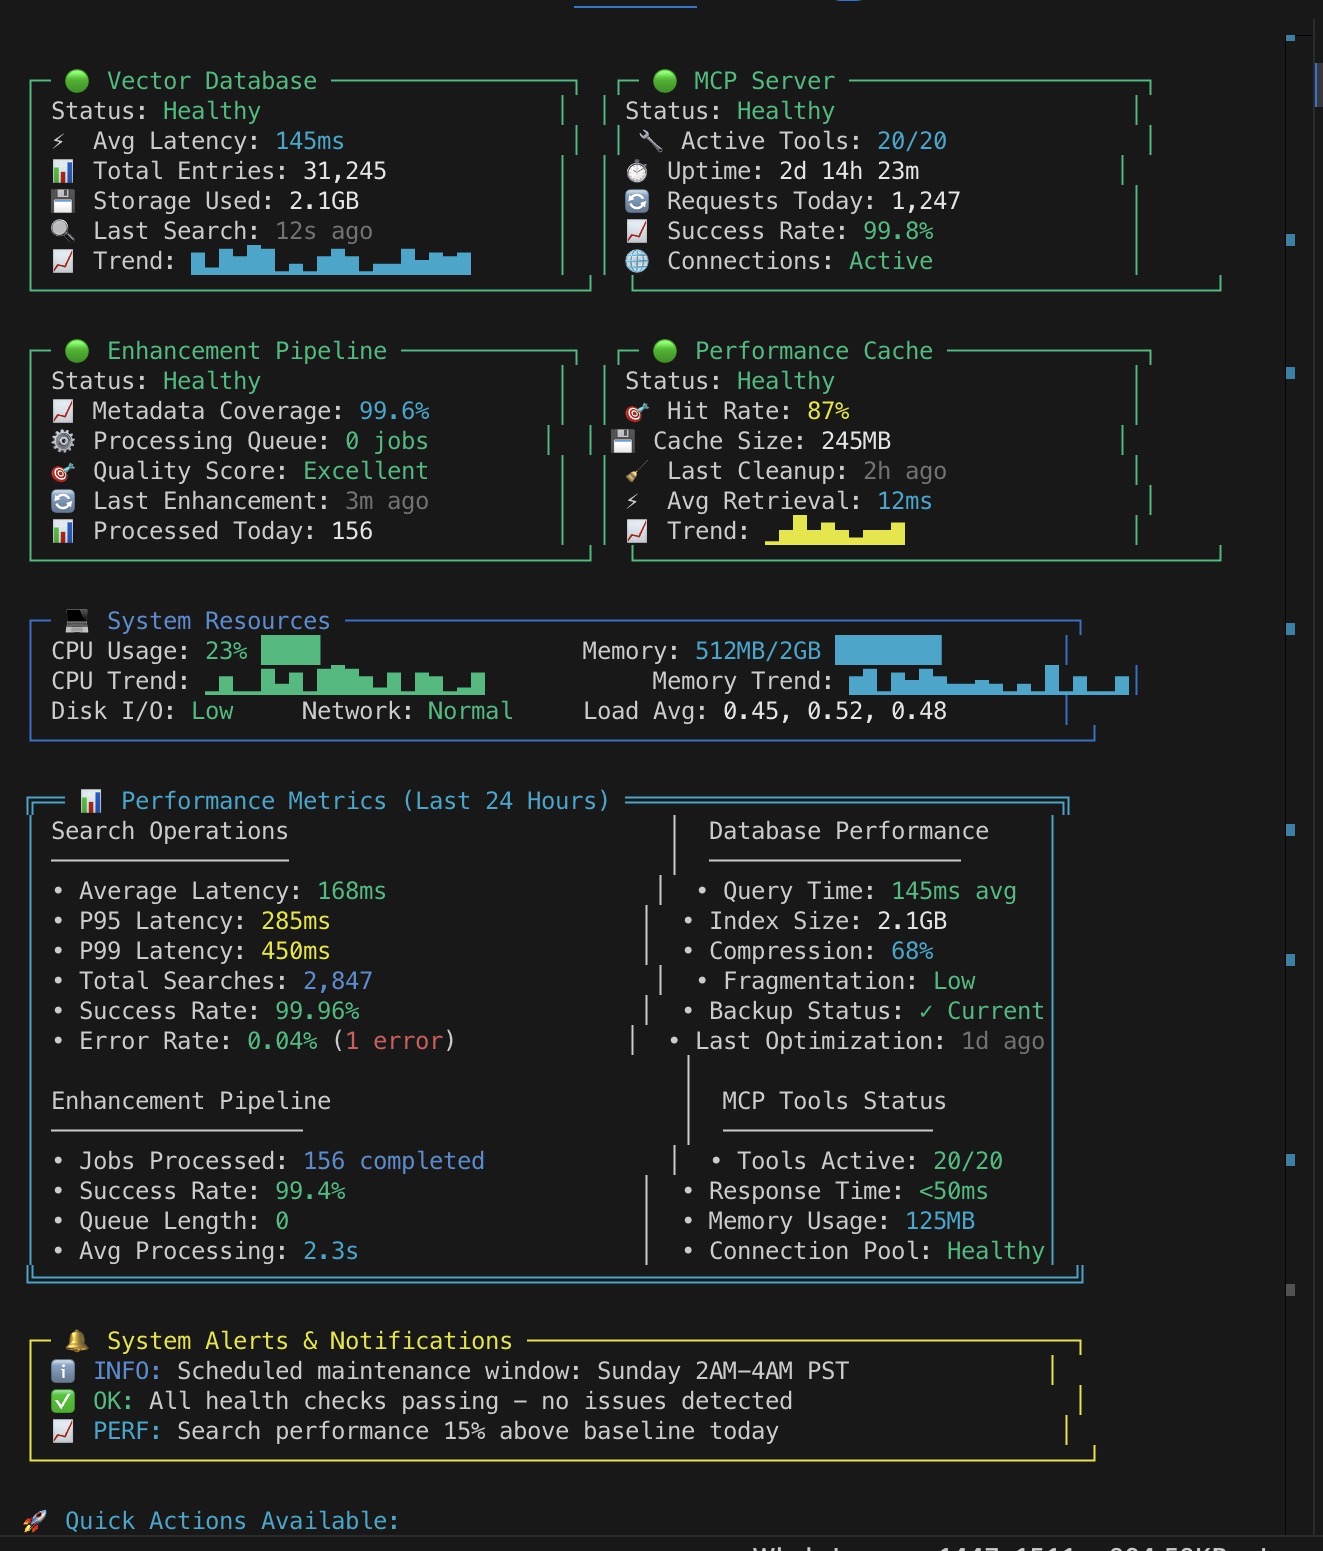 Vector Database
Status: Healthy
Avg Latency: 145ms
Total Entries: 31,245
Storage Used: 2.1GB
Last Search: 12s ago
Trend:
MCP Server
Status: Healthy
Active Tools: 20/20
Uptime: 2d 14h 23m
Requests Today: 1,247
Success Rate: 99.8%
Connections: Active
Enhancement Pipeline
Status: Healthy
Metadata Coverage: 99.6%
Processing Queue: 0 jobs
Quality Score: Excellent
Last Enhancement: 3m ago
Processed Today: 156
Performance Cache
Status: Healthy
Hit Rate: 87%
Cache Size: 245MB
Last Cleanup: 2h ago
Avg Retrieval: 12ms
Trend:
System Resources
CPU Usage: 23% Memory: 512MB/2GB
CPU Trend: Memory Trend:
Disk I/O: Low Network: Normal Load Avg: 0.45, 0.52, 0.48
Performance Metrics (Last 24 Hours)
Search Operations
• Average Latency: 168ms
• P95 Latency: 285ms
• P99 Latency: 450ms
• Total Searches: 2,847
• Success Rate: 99.96%
• Error Rate: 0.04% (1 error)
Database Performance
• Query Time: 145ms avg
• Index Size: 2.1GB
• Compression: 68%
• Fragmentation: Low
• Backup Status: ✓ Current
• Last Optimization: 1d ago
Enhancement Pipeline
• Jobs Processed: 156 completed
• Success Rate: 99.4%
• Queue Length: 0
• Avg Processing: 2.3s
MCP Tools Status
• Tools Active: 20/20
• Response Time: <50ms
• Memory Usage: 125MB
• Connection Pool: Healthy
System Alerts & Notifications
INFO: Scheduled maintenance window: Sunday 2AM-4AM PST
OK: All health checks passing - no issues detected
PERF: Search performance 15% above baseline today
Quick Actions Available: